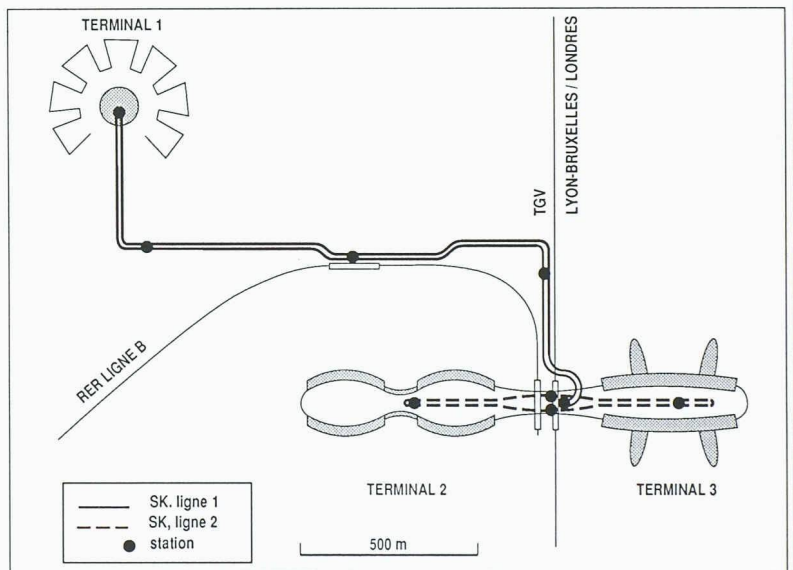 TERMINAL 1
LYON-BRUXELLES / LONDRES
TGV
RER LIGNE B
TERMINAL 2
TERMINAL 3
SK. ligne 1
SK, ligne 2
station
500 m